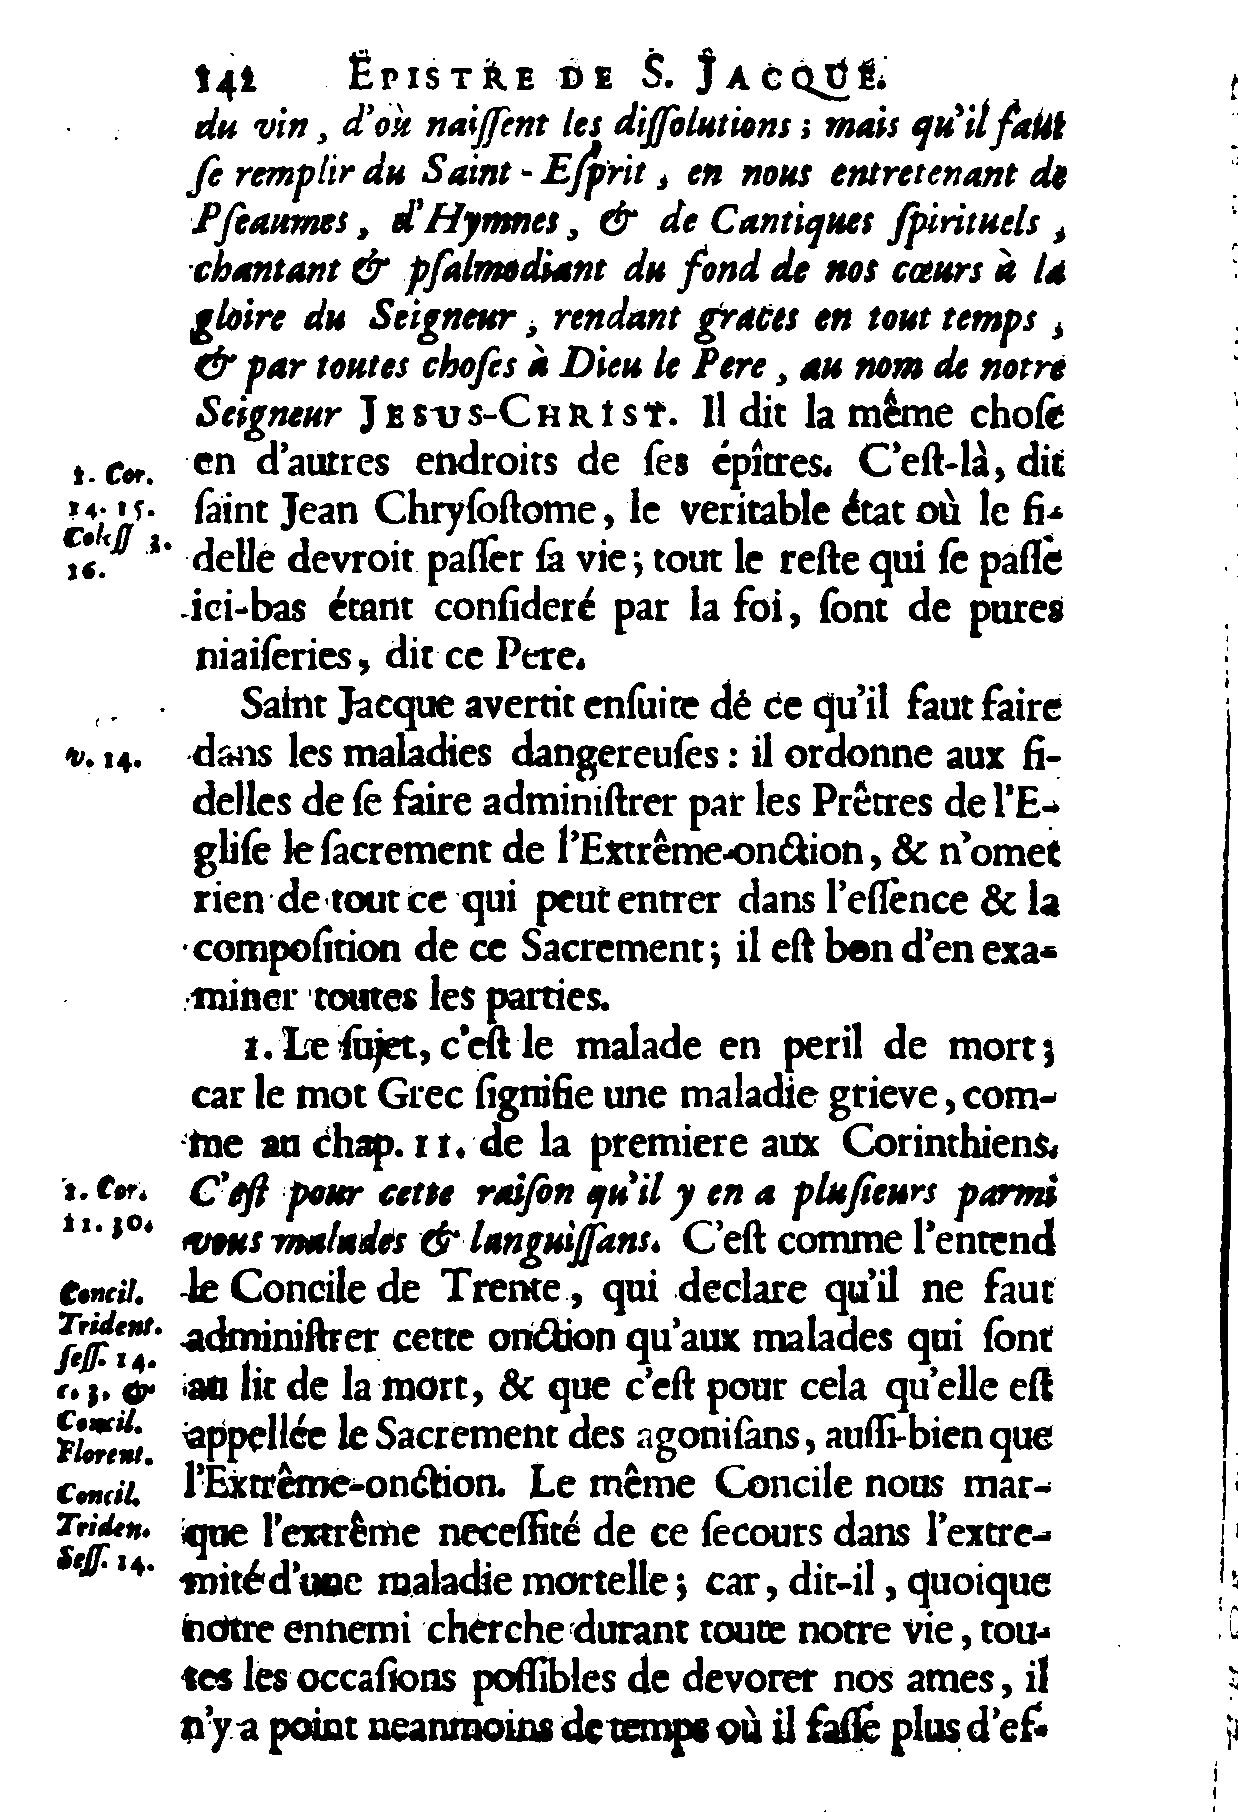 142 EPISTRE DE S. JACQUE.
du vin, d'où naiſſent les diſſolutions; mais qu'il faut
ſe remplir du Saint-Eſprit, en nous entretenant de
Pſeaumes, d'Hymnes, & de Cantiques ſpirituels,
chantant & pſalmodiant du fond de nos cœurs à la
gloire du Seigneur, rendant graces en tout temps,
& par toutes choſes à Dieu le Pere, au nom de notre
Seigneur JESUS-CHRIST. Il dit la même choſe
en d'autres endroits de ſes épîtres. C'eſt-là, dit
1. Cor.
14. 15.
Coloſſ 3.
16.
ſaint Jean Chryſoſtome, le veritable état où le fi-
delle devroit paſſer ſa vie; tout le reſte qui ſe paſſe
ici-bas étant conſideré par la foi, ſont de pures
niaiſeries, dit ce Pere.
Saint Jacque avertit enſuite de ce qu'il faut faire
v. 14.
dans les maladies dangereuſes: il ordonne aux fi-
delles de ſe faire adminiſtrer par les Prêtres de l'E-
gliſe le ſacrement de l'Extrême-onction, & n'omet
rien de tout ce qui peut entrer dans l'eſſence & la
compoſition de ce Sacrement; il eſt bon d'en exa-
miner toutes les parties.
1. Le ſujet, c'eſt le malade en peril de mort;
car le mot Grec ſignifie une maladie grieve, com-
me au chap. 11. de la premiere aux Corinthiens.
1. Cor.
11. 30.
C'eſt pour cette raiſon qu'il y en a pluſieurs parmi
vous malades & languiſſans. C'eſt comme l'entend
Concil.
Trident.
ſeſſ. 14.
c. 3. &
Concil.
Florent.
le Concile de Trente, qui declare qu'il ne faut
adminiſtrer cette onction qu'aux malades qui ſont
au lit de la mort, & que c'eſt pour cela qu'elle eſt
appellée le Sacrement des agoniſans, auſſi-bien que
Concil.
Triden.
Seſſ. 14.
l'Extrême-onction. Le même Concile nous mar-
que l'extrême neceſſité de ce ſecours dans l'extre-
mité d'une maladie mortelle; car, dit-il, quoique
notre ennemi cherche durant toute notre vie, tou-
tes les occaſions poſſibles de devorer nos ames, il
n'y a point neanmoins de temps où il faſſe plus d'ef-